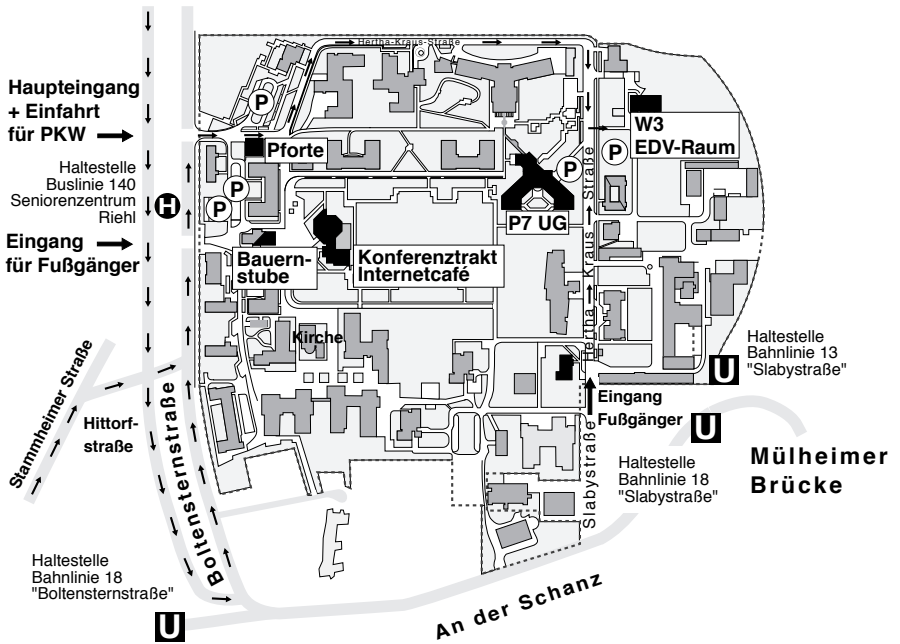 Hertha-Kraus-Straße
Haupteingang
+ Einfahrt
für PKW
P
Pforte
W3
EDV-Raum
P
P
Haltestelle
Buslinie 140
Seniorenzentrum
Riehl
H
P
P
P7 UG
Eingang
für Fußgänger
Bauern-
stube
Konferenztrakt
Internetcafé
Hertha Kraus Straße
Kirche
Haltestelle
Bahnlinie 13
"Slabystraße"
U
Stammheimer Straße
Hittorf-
straße
Boltensternstraße
Eingang
Fußgänger
U
Slabystraße
Haltestelle
Bahnlinie 18
"Slabystraße"
Mülheimer
Brücke
Haltestelle
Bahnlinie 18
"Boltensternstraße"
U
An der Schanz